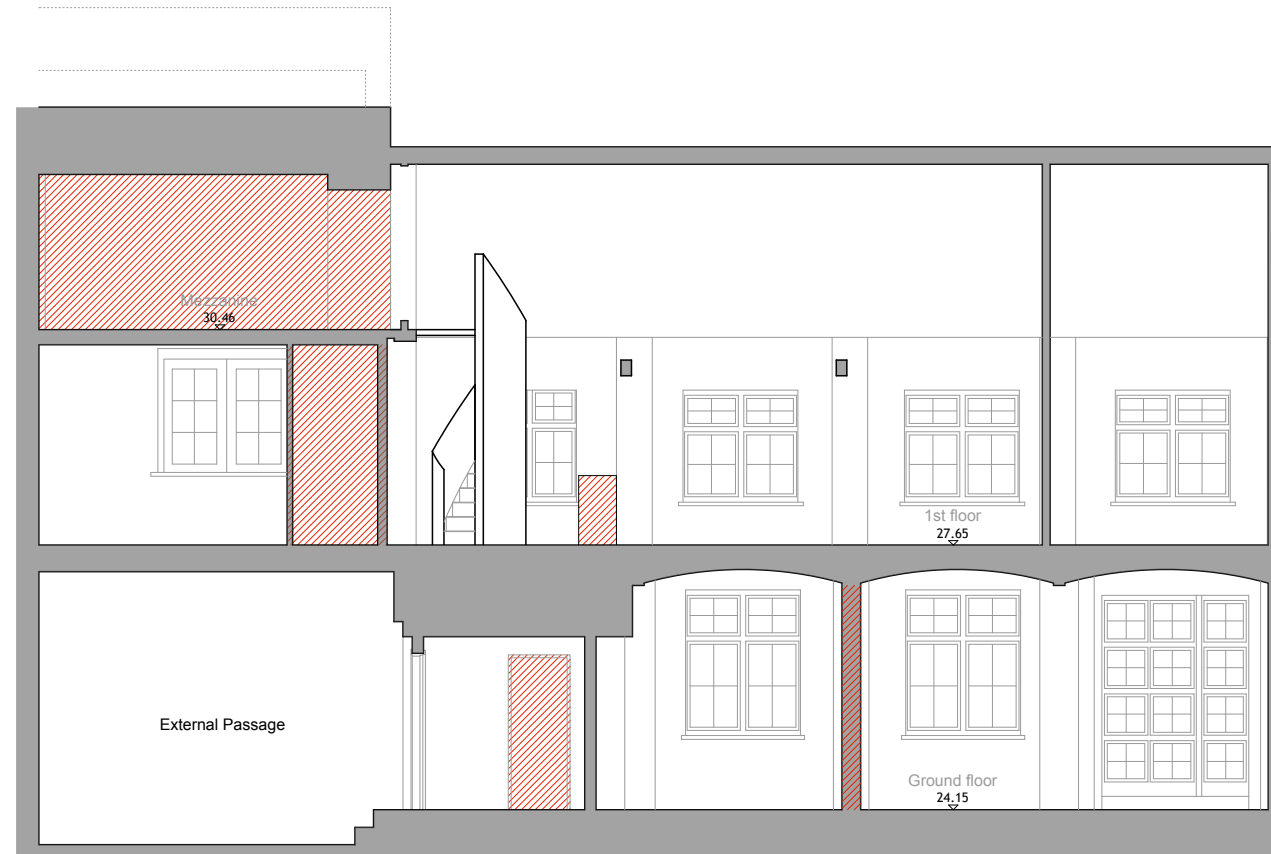 Mezzanine
30.46
1st floor
27.65
External Passage
Ground floor
24.15